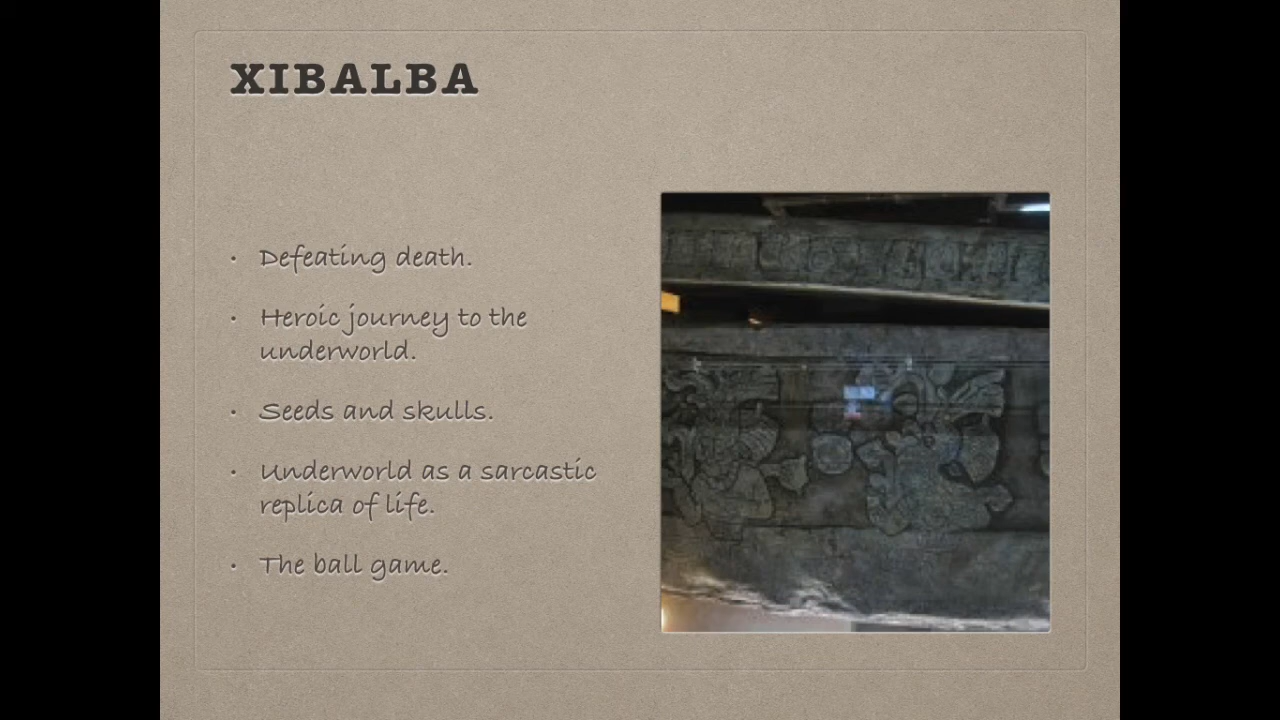 XIBALBA
• Defeating death.
• Heroic journey to the
underworld.
• Seeds and skulls.
• Underworld as a sarcastic
replica of life.
• The ball game.